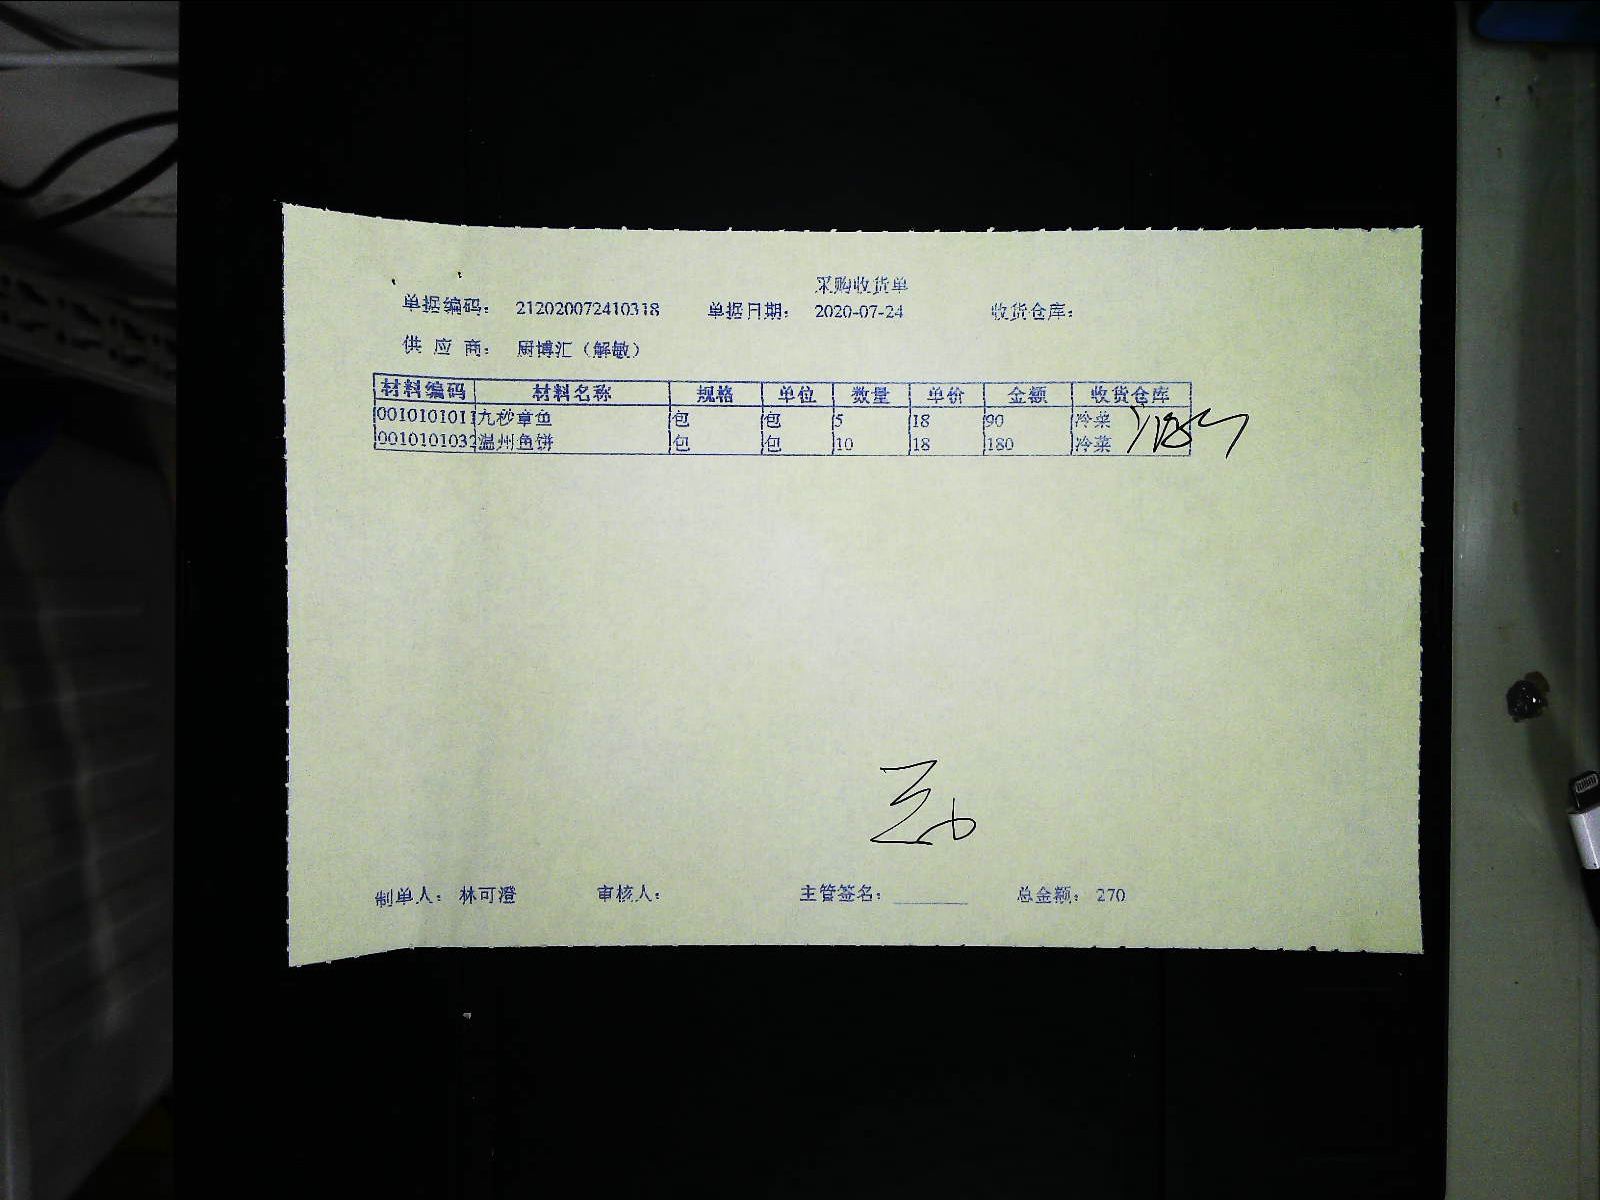 采购收货单
单据编码： 212020072410318 单据日期： 2020-07-24 收货仓库：
供应商： 厨博汇（解敏）
材料编码 材料名称 规格 单位 数量 单价 金额 收货仓库
0010101011 九秒章鱼 包 包 5 18 90 冷菜
0010101032 温州鱼饼 包 包 10 18 180 冷菜
制单人： 林可澄 审核人： 主管签名： 总金额： 270